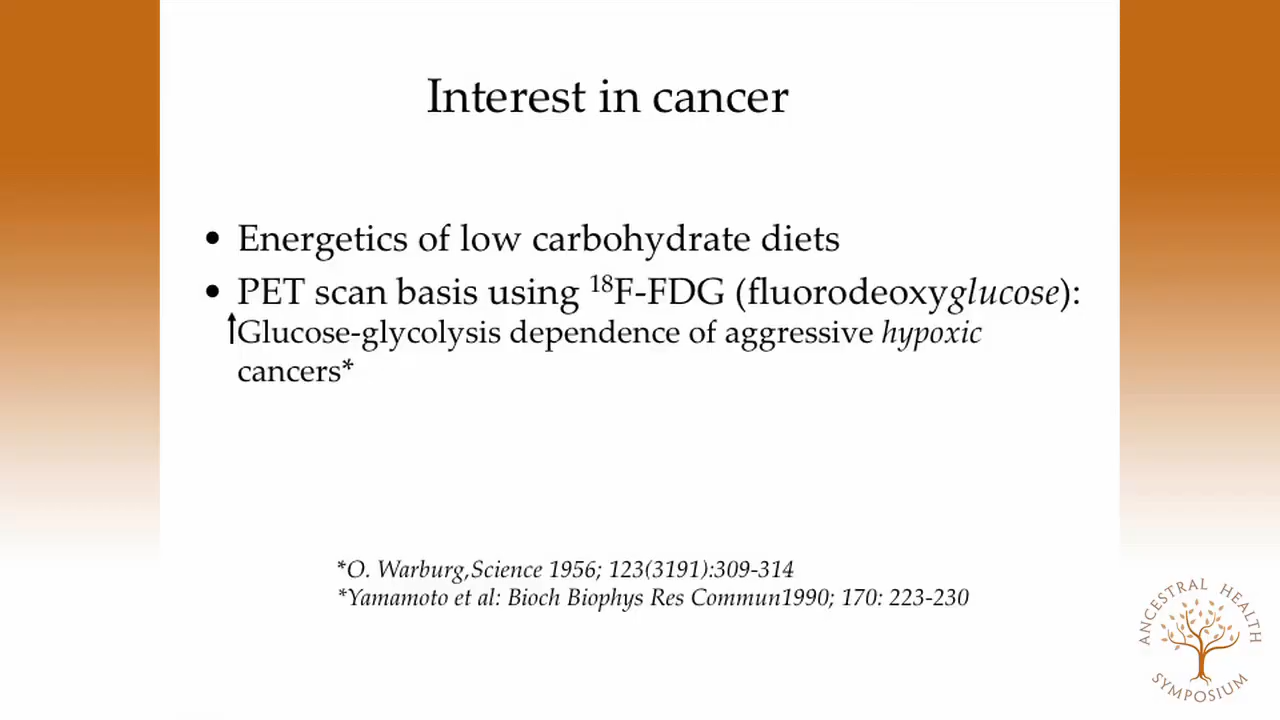 Interest in cancer
• Energetics of low carbohydrate diets
• PET scan basis using ¹⁸F-FDG (fluorodeoxyglucose):
↑Glucose-glycolysis dependence of aggressive hypoxic
cancers*
*O. Warburg,Science 1956; 123(3191):309-314
*Yamamoto et al: Bioch Biophys Res Commun1990; 170: 223-230
ANCESTRAL HEALTH
SYMPOSIUM